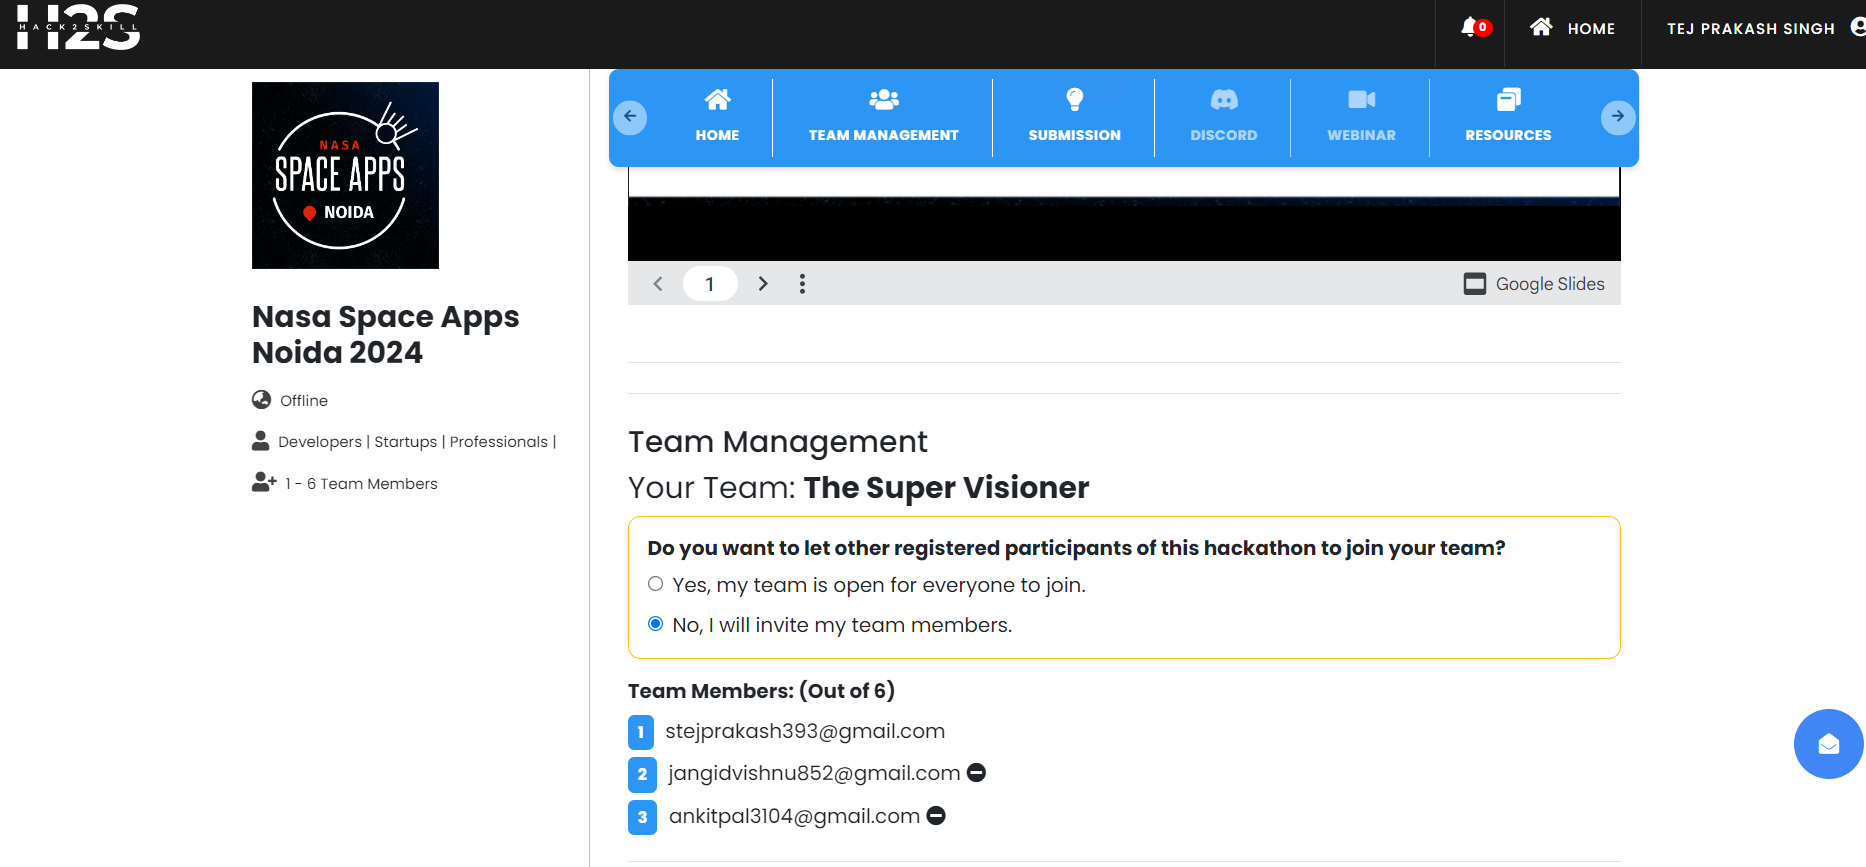 H2S
HACK2SKILL
0
HOME
TEJ PRAKASH SINGH
NASA
SPACE APPS
NOIDA
Nasa Space Apps
Noida 2024
Offline
Developers | Startups | Professionals |
1 - 6 Team Members
HOME
TEAM MANAGEMENT
SUBMISSION
DISCORD
WEBINAR
RESOURCES
1
Google Slides
Team Management
Your Team: The Super Visioner
Do you want to let other registered participants of this hackathon to join your team?
Yes, my team is open for everyone to join.
No, I will invite my team members.
Team Members: (Out of 6)
1 stejprakash393@gmail.com
2 jangidvishnu852@gmail.com
3 ankitpal3104@gmail.com